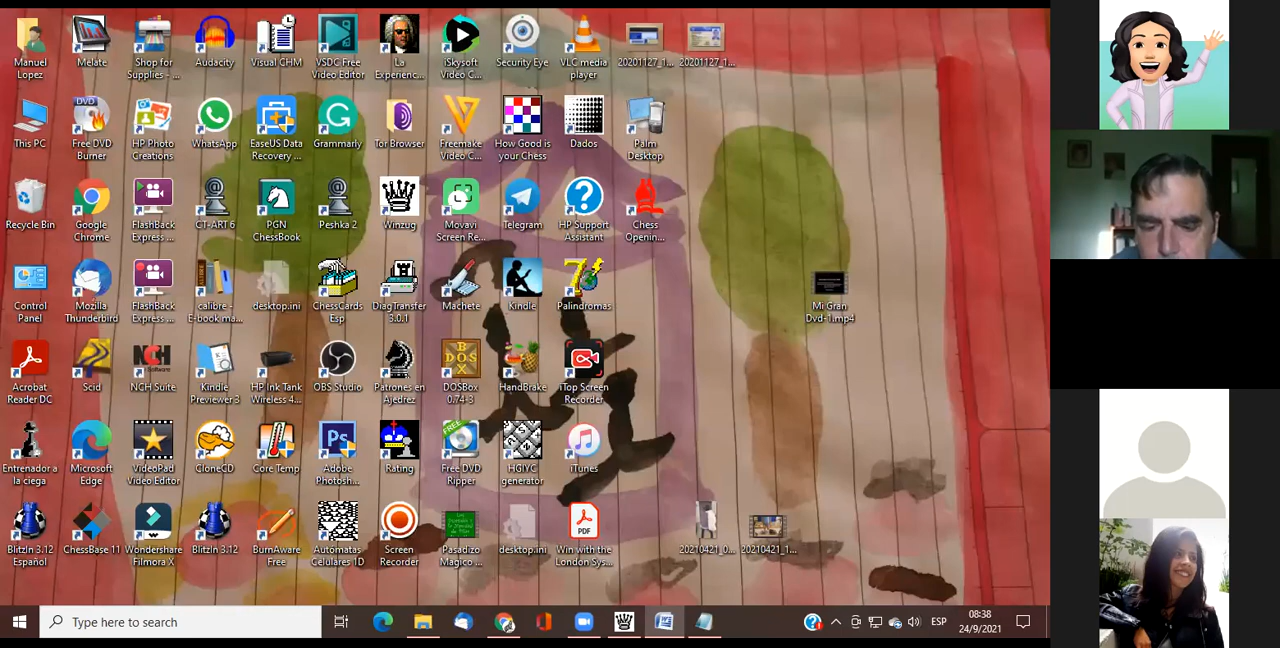 Manuel
Lopez
Melate
Shop for
Supplies - ...
Audacity
Visual CHM
VSDC Free
Video Editor
La
Experienc...
iSkysoft
Video C...
Security Eye
VLC media
player
20201127_1...
20201127_1...
This PC
DVD
Free DVD
Burner
HP Photo
Creations
WhatsApp
EaseUS Data
Recovery ...
Grammarly
Tor Browser
Freemake
Video C...
How Good is
your Chess
Dados
Palm
Desktop
Recycle Bin
Google
Chrome
FlashBack
Express ...
CT-ART 6
PGN
ChessBook
Peshka 2
Winzug
Movavi
Screen Re...
Telegram
HP Support
Assistant
Chess
Openin...
Control
Panel
Mozilla
Thunderbird
FlashBack
Express ...
calibre -
E-book ma...
desktop.ini
ChessCards
Esp
DiagTransfer
3.0.1
Machete
Kindle
Palindromas
Mi Gran
Dvd-1.mp4
Acrobat
Reader DC
Scid
NCH
NCH Suite
Kindle
Previewer 3
HP Ink Tank
Wireless 4...
OBS Studio
Patrones en
Ajedrez
DOS
DOSBox
0.74-3
HandBrake
iTop Screen
Recorder
Entrenador a
la ciega
Microsoft
Edge
VideoPad
Video Editor
CloneCD
Core Temp
Ps
Adobe
Photosh...
Rating
FREE
Free DVD
Ripper
HGIYC
generator
iTunes
Blitzln 3.12
Español
ChessBase 11
Wondershare
Filmora X
Blitzln 3.12
BurnAware
Free
Autómatas
Celulares 1D
Screen
Recorder
Pasadizo
Magico ...
desktop.ini
PDF
Win with the
London Sys...
20210421_0...
20210421_1...
Type here to search
ESP
08:38
24/9/2021